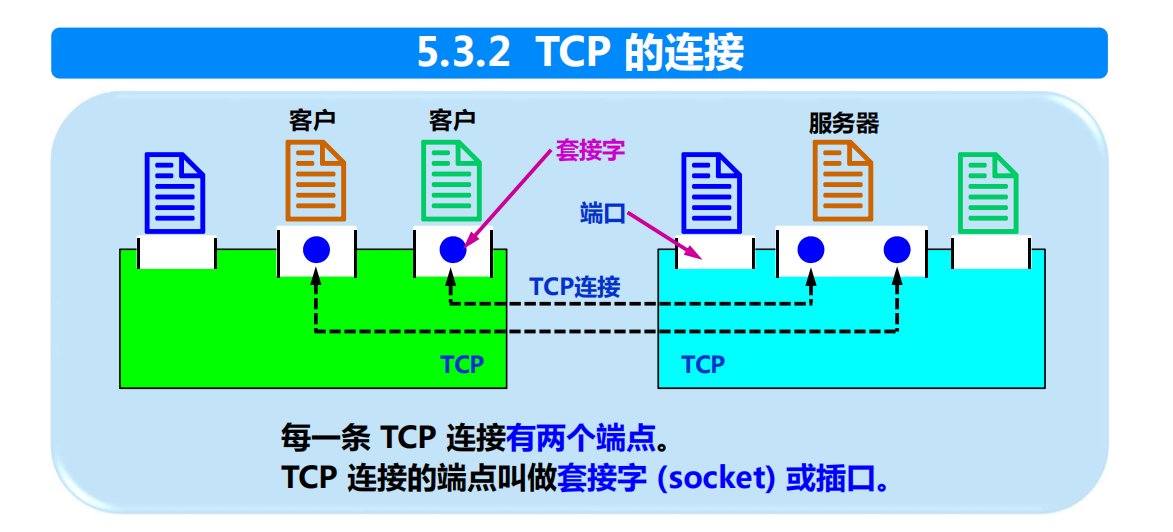 5.3.2 TCP 的连接
客户
客户
服务器
套接字
端口
TCP连接
TCP
TCP
每一条 TCP 连接有两个端点。
TCP 连接的端点叫做套接字 (socket) 或插口。